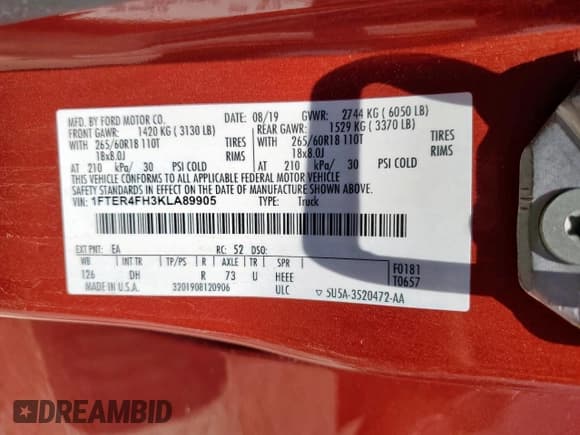 MFD. BY FORD MOTOR CO.
DATE: 08/19 GVWR: 2744 KG ( 6050 LB)
FRONT GAWR: 1420 KG ( 3130 LB) REAR GAWR: 1529 KG ( 3370 LB)
WITH 265/60R18 110T TIRES WITH 265/60R18 110T TIRES
18x8.0J RIMS 18x8.0J RIMS
AT 210 kPa/ 30 PSI COLD AT 210 kPa/ 30 PSI COLD
THIS VEHICLE CONFORMS TO ALL APPLICABLE FEDERAL MOTOR VEHICLE
SAFETY STANDARDS IN EFFECT ON THE DATE OF MANUFACTURE SHOWN ABOVE.
VIN: 1FTER4FH3KLA89905 TYPE: Truck
EXT PNT: EA RC: 52 DSO:
WB INT TR TP/PS R AXLE TR SPR
126 DH R 73 U HEEE
F0181
T0657
MADE IN U.S.A. 3201908120906 ULC ▽ 5U5A-3520472-AA
DREAMBID